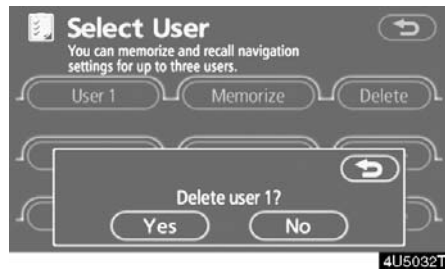 Select User
You can memorize and recall navigation
settings for up to three users.
User 1 Memorize Delete
Delete user 1?
Yes No
4U5032T